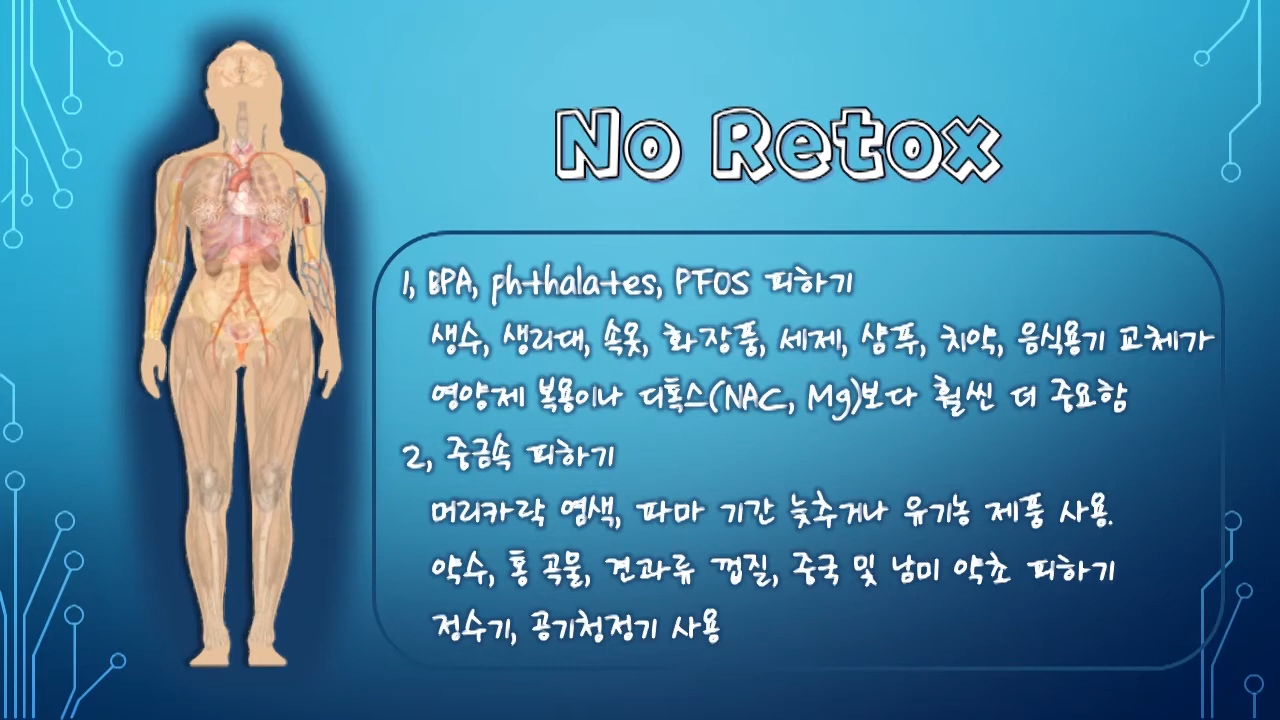 No Retox
1, BPA, phthalates, PFOS 피하기
생수, 생리대, 속옷, 화장품, 세제, 샴푸, 치약, 음식용기 교체가
영양제 복용이나 디톡스(NAC, Mg)보다 훨씬 더 중요함
2, 중금속 피하기
머리카락 염색, 파마 기간 늦추거나 유기농 제품 사용.
약수, 통 곡물, 견과류 껍질, 중국 및 남미 약초 피하기
정수기, 공기청정기 사용